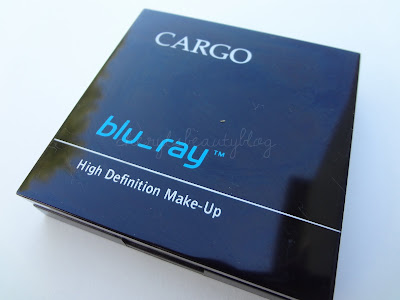 CARGO
blu_ray™
High Definition Make-Up